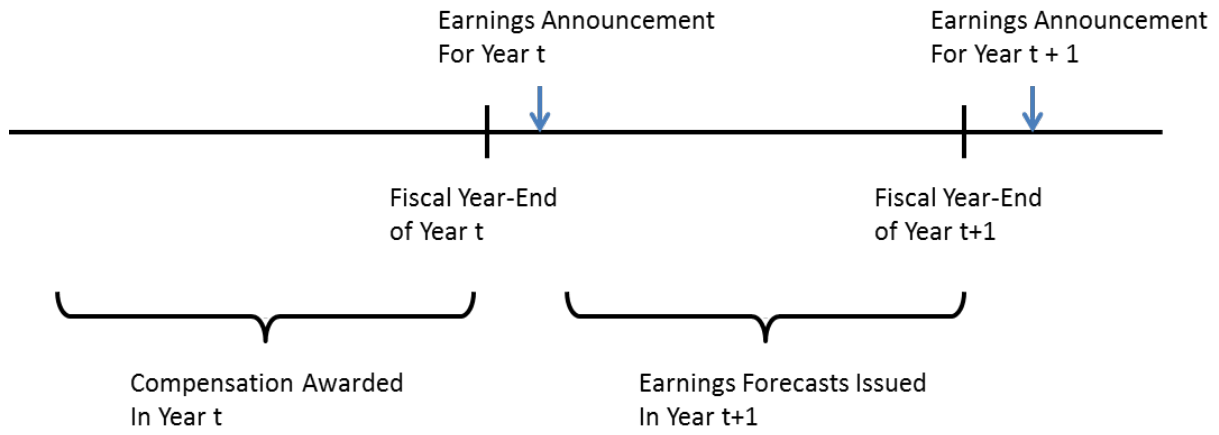 Earnings Announcement
For Year t
Earnings Announcement
For Year t + 1
Fiscal Year-End
of Year t
Fiscal Year-End
of Year t+1
Compensation Awarded
In Year t
Earnings Forecasts Issued
In Year t+1